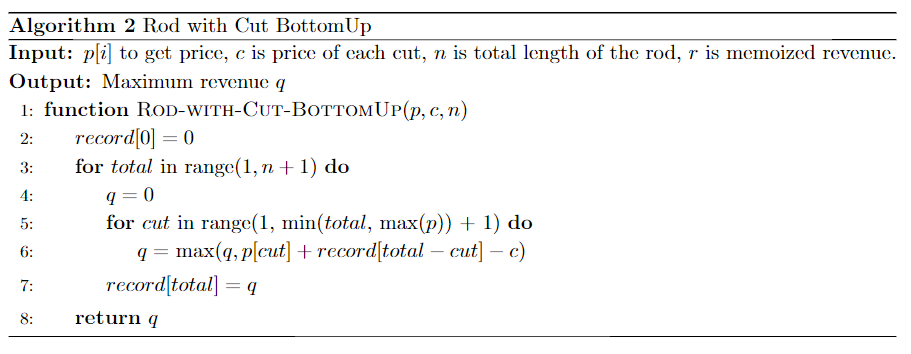 Algorithm 2 Rod with Cut BottomUp
Input: p[i] to get price, c is price of each cut, n is total length of the rod, r is memoized revenue.
Output: Maximum revenue q
1: function ROD-WITH-CUT-BOTTOMUP(p, c, n)
2: record[0] = 0
3: for total in range(1, n + 1) do
4: q = 0
5: for cut in range(1, min(total, max(p)) + 1) do
6: q = max(q, p[cut] + record[total − cut] − c)
7: record[total] = q
8: return q